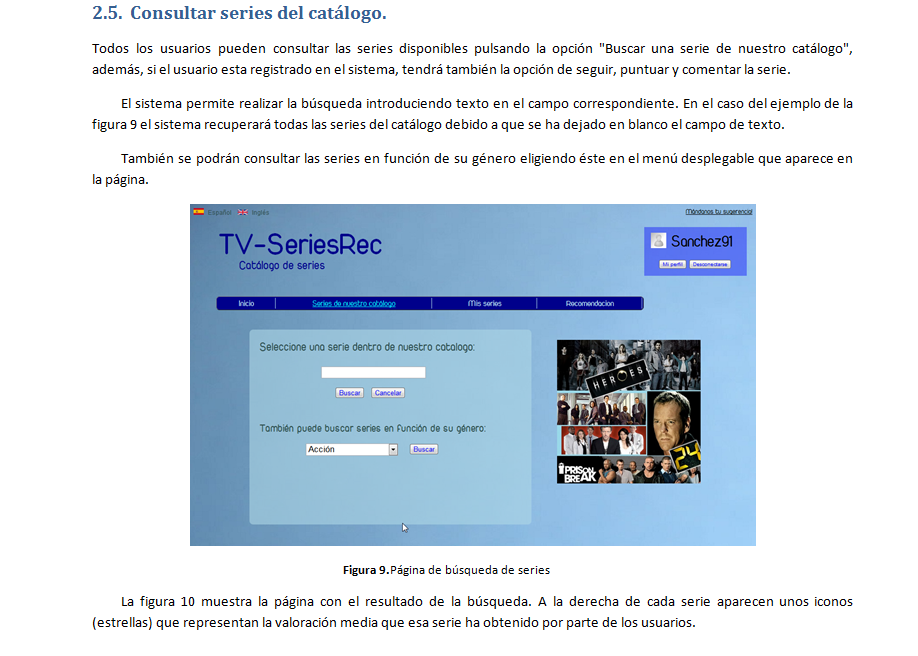 2.5. Consultar series del catálogo.
Todos los usuarios pueden consultar las series disponibles pulsando la opción "Buscar una serie de nuestro catálogo",
además, si el usuario esta registrado en el sistema, tendrá también la opción de seguir, puntuar y comentar la serie.
El sistema permite realizar la búsqueda introduciendo texto en el campo correspondiente. En el caso del ejemplo de la
figura 9 el sistema recuperará todas las series del catálogo debido a que se ha dejado en blanco el campo de texto.
También se podrán consultar las series en función de su género eligiendo éste en el menú desplegable que aparece en
la página.
Español Inglés
Mándanos tu sugerencia!
TV-SeriesRec
Catálogo de series
Sanchez91
Mi perfil Desconectarse
Inicio Series de nuestro catálogo Mis series Recomendacion
Seleccione una serie dentro de nuestro catalogo:
Buscar Cancelar
También puede buscar series en función de su género:
Acción Buscar
HEROES
24
PRISON
BREAK
Figura 9.Página de búsqueda de series
La figura 10 muestra la página con el resultado de la búsqueda. A la derecha de cada serie aparecen unos iconos
(estrellas) que representan la valoración media que esa serie ha obtenido por parte de los usuarios.